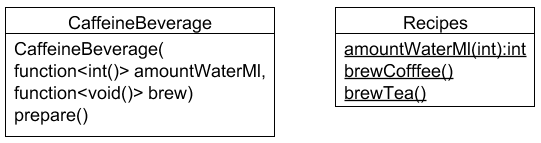 CaffeineBeverage
CaffeineBeverage(
function<int()> amountWaterMl,
function<void()> brew)
prepare()
Recipes
amountWaterMl(int):int
brewCofffee()
brewTea()